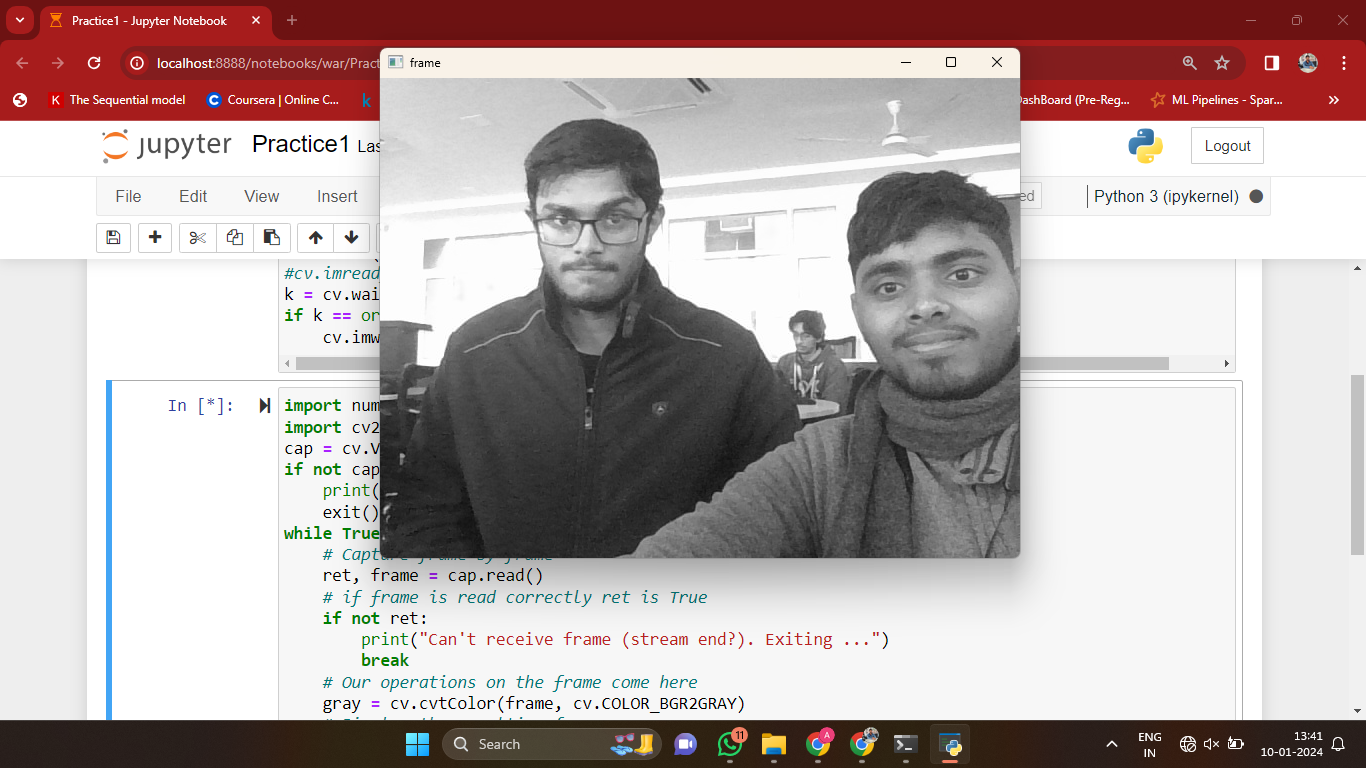 Practice1 - Jupyter Notebook
localhost:8888/notebooks/war/Pract
The Sequential model
Coursera | Online C...
DashBoard (Pre-Reg...
ML Pipelines - Spar...
frame
jupyter Practice1 Las
Logout
File Edit View Insert
ed
Python 3 (ipykernel)
#cv.imread
k = cv.wai
if k == or
cv.imw
In [*]:
import num
import cv2
cap = cv.V
if not cap
print(
exit()
while True
# Capture frame-by-frame
ret, frame = cap.read()
# if frame is read correctly ret is True
if not ret:
print("Can't receive frame (stream end?). Exiting ...")
break
# Our operations on the frame come here
gray = cv.cvtColor(frame, cv.COLOR_BGR2GRAY)
Search
11
A
ENG
IN
13:41
10-01-2024